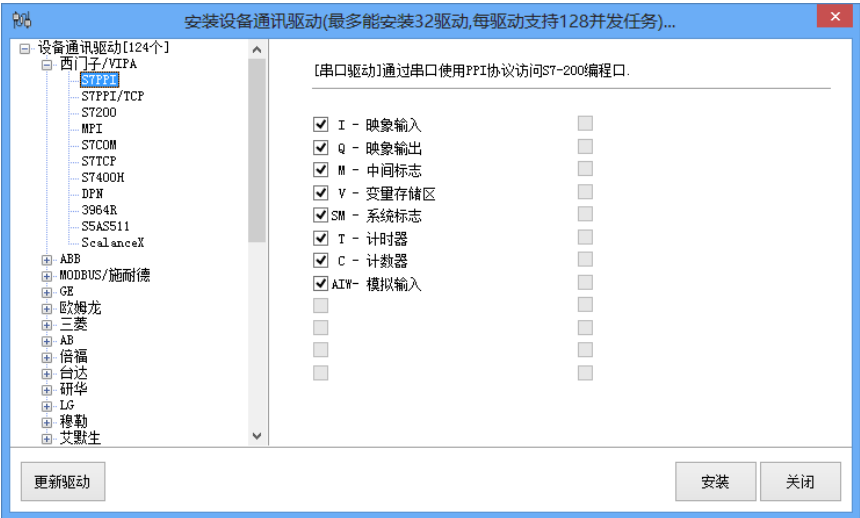 安装设备通讯驱动(最多能安装32驱动,每驱动支持128并发任务)...
设备通讯驱动[124个]
西门子/VIPA
S7PPI
S7PPI/TCP
S7200
MPI
S7COM
S7TCP
S7400H
DPN
3964R
S5AS511
ScalanceX
ABB
MODBUS/施耐德
GE
欧姆龙
三菱
AB
倍福
台达
研华
LG
穆勒
艾默生
[串口驱动]通过串口使用PPI协议访问S7-200编程口.
I - 映象输入
Q - 映象输出
M - 中间标志
V - 变量存储区
SM - 系统标志
T - 计时器
C - 计数器
AIW- 模拟输入
更新驱动
安装
关闭